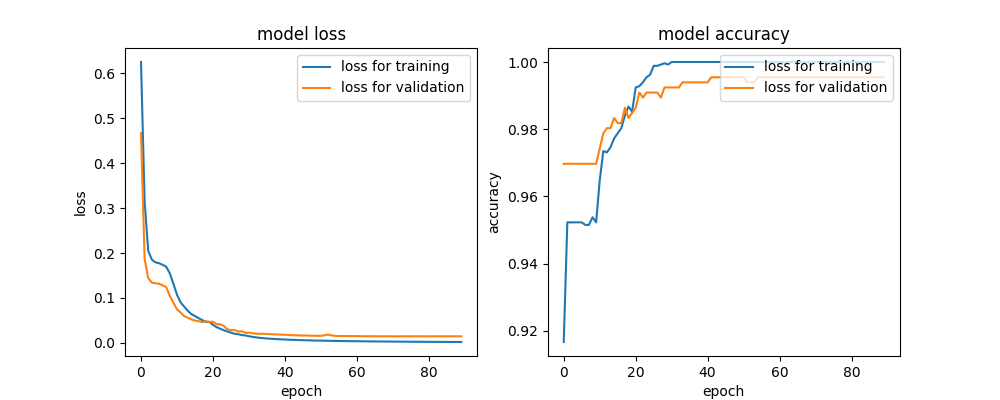 model loss
loss for training
loss for validation
0.6
0.5
0.4
0.3
0.2
0.1
0.0
loss
0 20 40 60 80
epoch
model accuracy
loss for training
loss for validation
1.00
0.98
0.96
0.94
0.92
accuracy
0 20 40 60 80
epoch